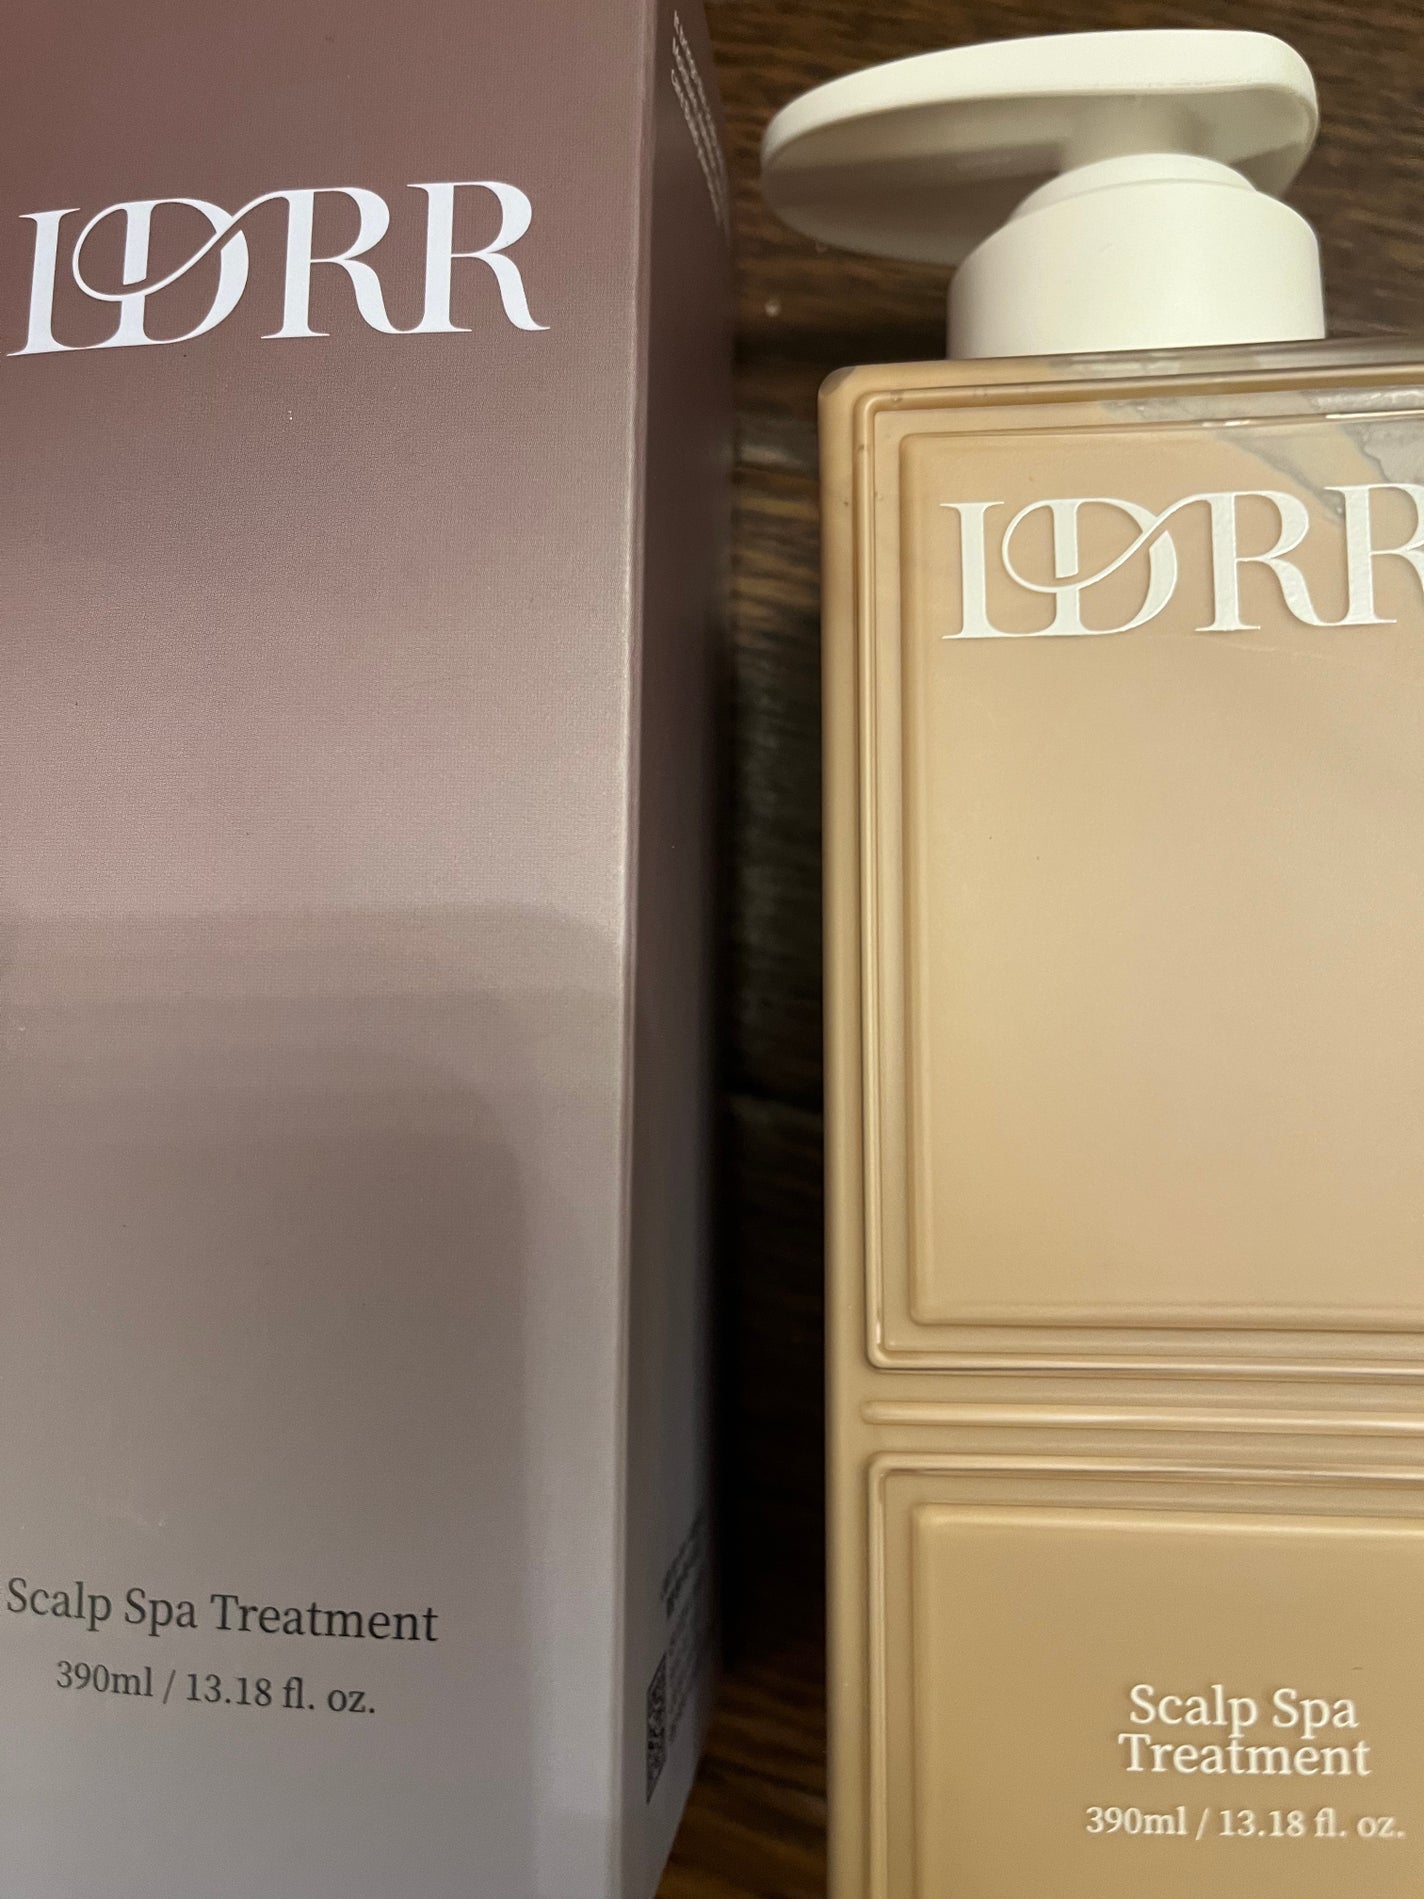 LDRR
Scalp Spa Treatment
390ml / 13.18 fl. oz.
LDRR
Scalp Spa
Treatment
390ml / 13.18 fl. oz.